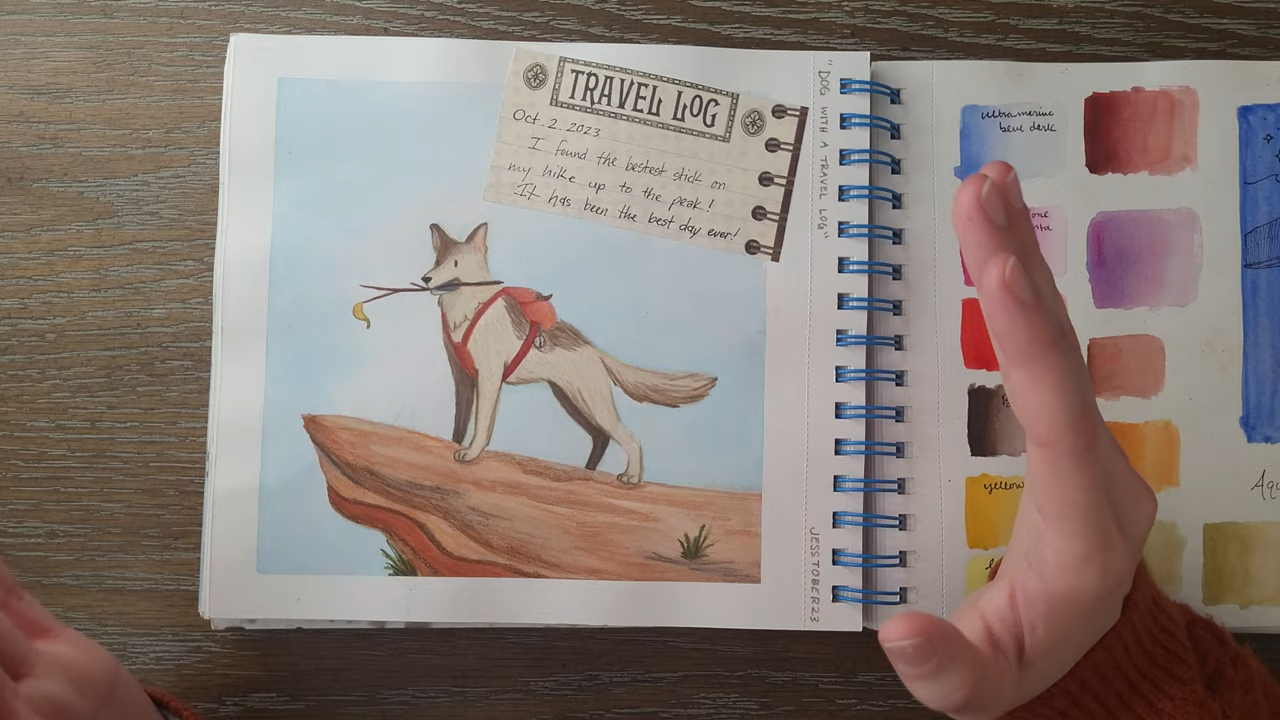 TRAVEL LOG
Oct. 2. 2023
I found the bestest stick on
my hike up to the peak!
It has been the best day ever!
"DOG WITH A TRAVEL LOG"
JESSTOBER23
ultramarine
blue dark
yellow